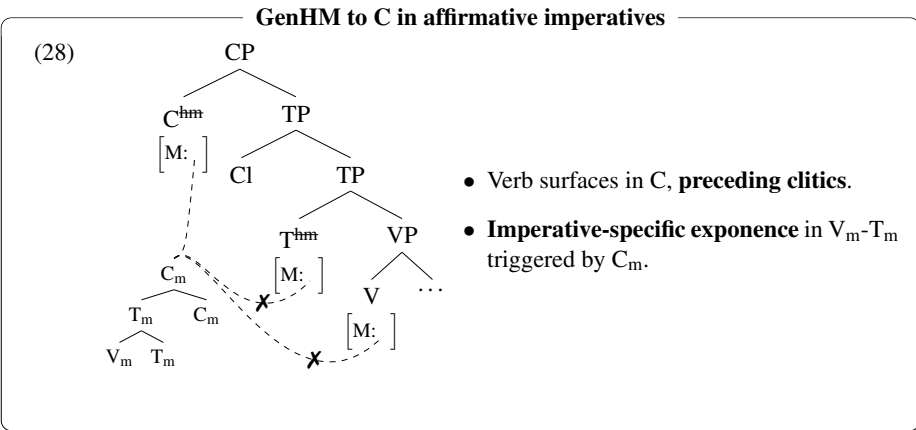 GenHM to C in affirmative imperatives
(28)
CP
C^hm TP
[M: ]
Cl TP
T^hm VP
[M: ]
V ...
[M: ]
C_m
T_m C_m
V_m T_m
✗
✗
• Verb surfaces in C, preceding clitics.
• Imperative-specific exponence in V_m-T_m
triggered by C_m.